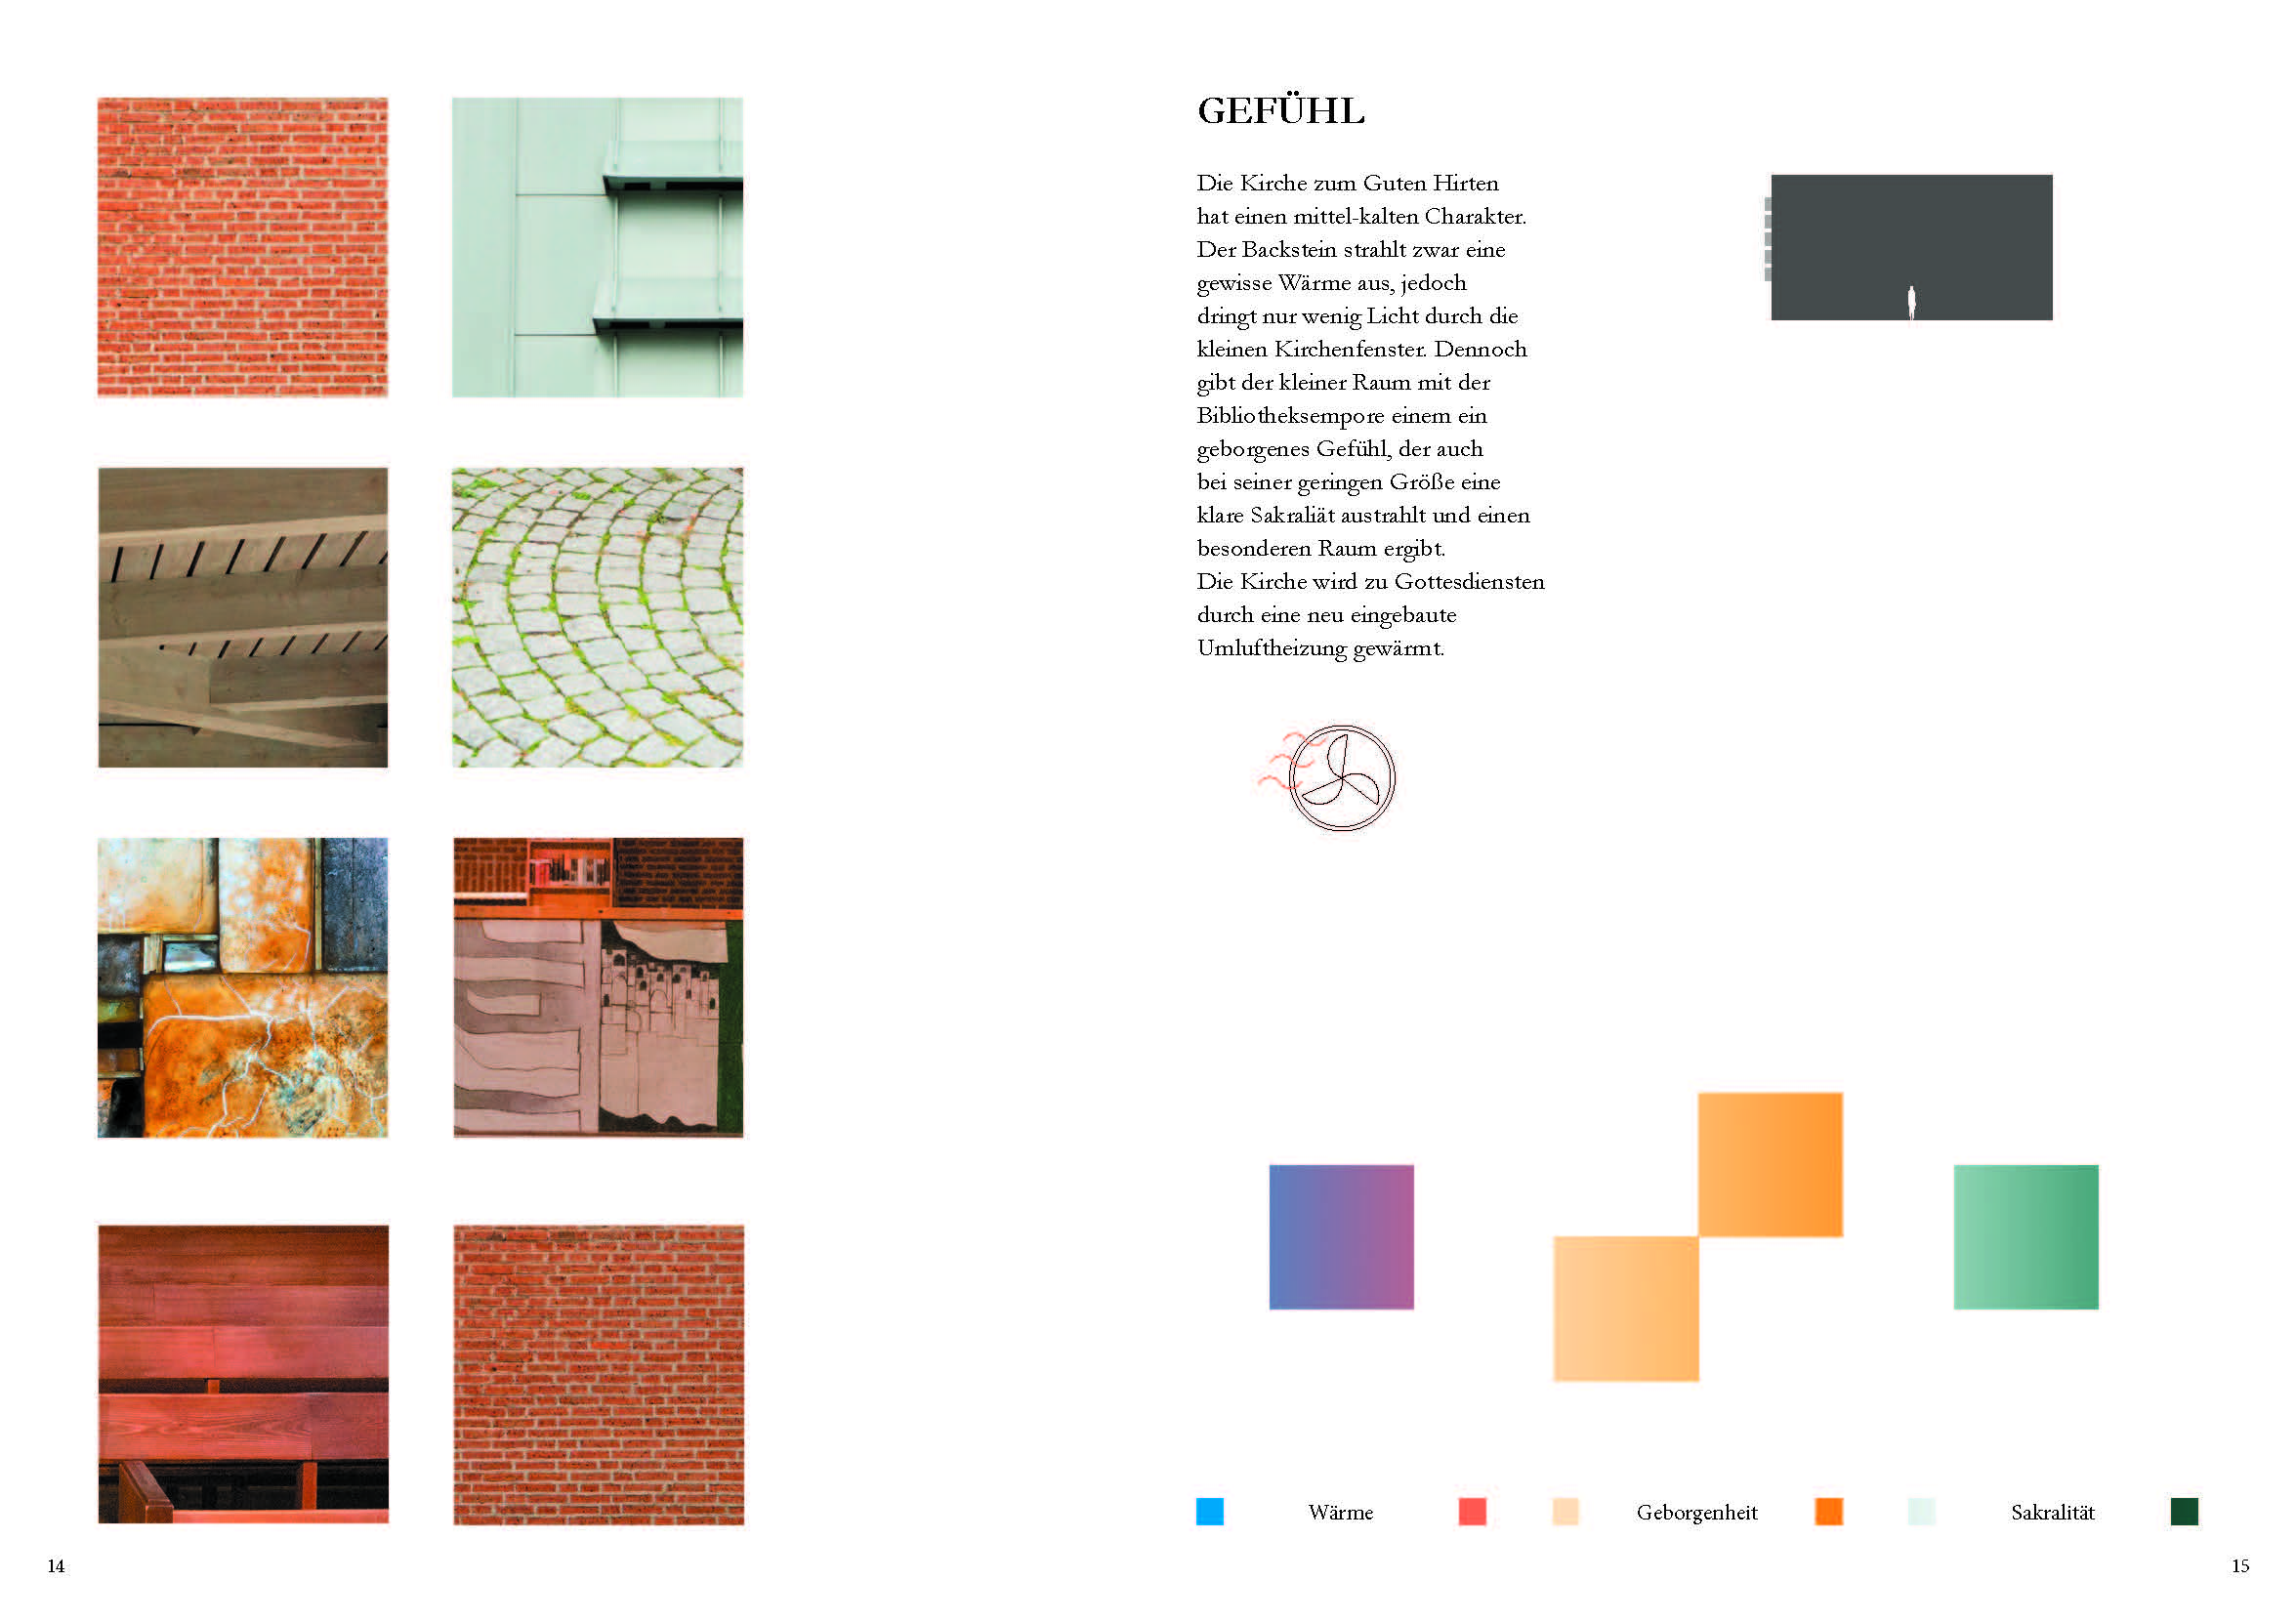 GEFÜHL
Die Kirche zum Guten Hirten
hat einen mittel-kalten Charakter.
Der Backstein strahlt zwar eine
gewisse Wärme aus, jedoch
dringt nur wenig Licht durch die
kleinen Kirchenfenster. Dennoch
gibt der kleiner Raum mit der
Bibliotheksempore einem ein
geborgenes Gefühl, der auch
bei seiner geringen Größe eine
klare Sakraliät austrahlt und einen
besonderen Raum ergibt.
Die Kirche wird zu Gottesdiensten
durch eine neu eingebaute
Umluftheizung gewärmt.
Wärme
Geborgenheit
Sakralität
14
15